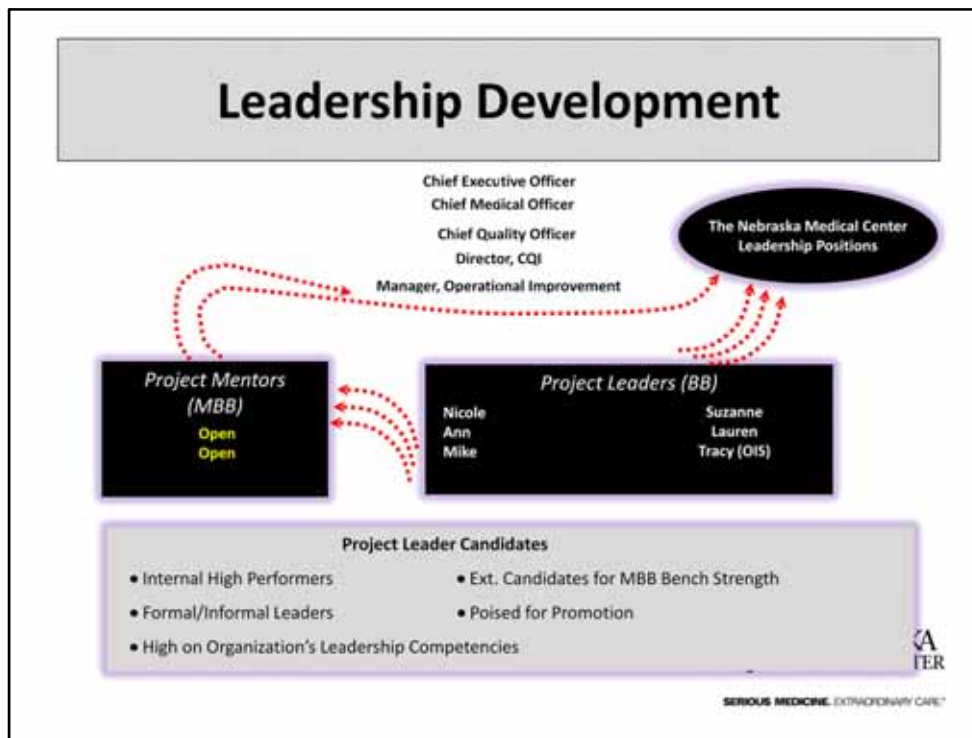 Leadership Development
Chief Executive Officer
Chief Medical Officer
Chief Quality Officer
Director, CQI
Manager, Operational Improvement
The Nebraska Medical Center
Leadership Positions
Project Mentors
(MBB)
Open
Open
Project Leaders (BB)
Nicole
Ann
Mike
Suzanne
Lauren
Tracy (OIS)
Project Leader Candidates
• Internal High Performers
• Formal/Informal Leaders
• High on Organization's Leadership Competencies
• Ext. Candidates for MBB Bench Strength
• Poised for Promotion
KA
TER
SERIOUS MEDICINE. EXTRAORDINARY CARE.